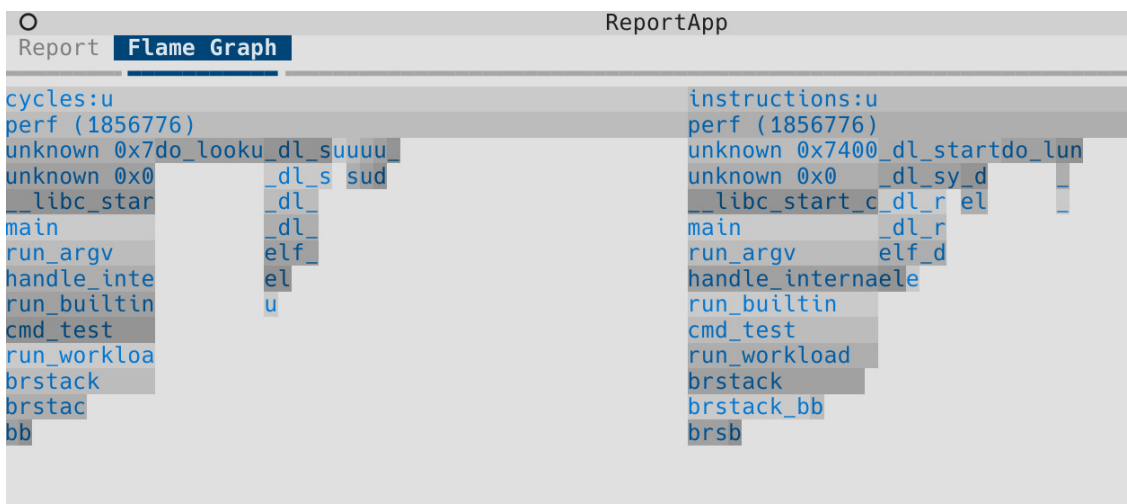 ReportApp
Report Flame Graph
cycles:u instructions:u
perf (1856776) perf (1856776)
unknown 0x7do_looku_dl_suuuu_ unknown 0x7400_dl_startdo_lun
unknown 0x0 _dl_s sud unknown 0x0 _dl_sy_d _
__libc_star _dl_ __libc_start_c_dl_r el _
main _dl_ main _dl_r
run_argv elf_ run_argv elf_d
handle_inte el handle_internaele
run_builtin u run_builtin
cmd_test cmd_test
run_workloa run_workload
brstack brstack
brstac brstack_bb
bb brsb